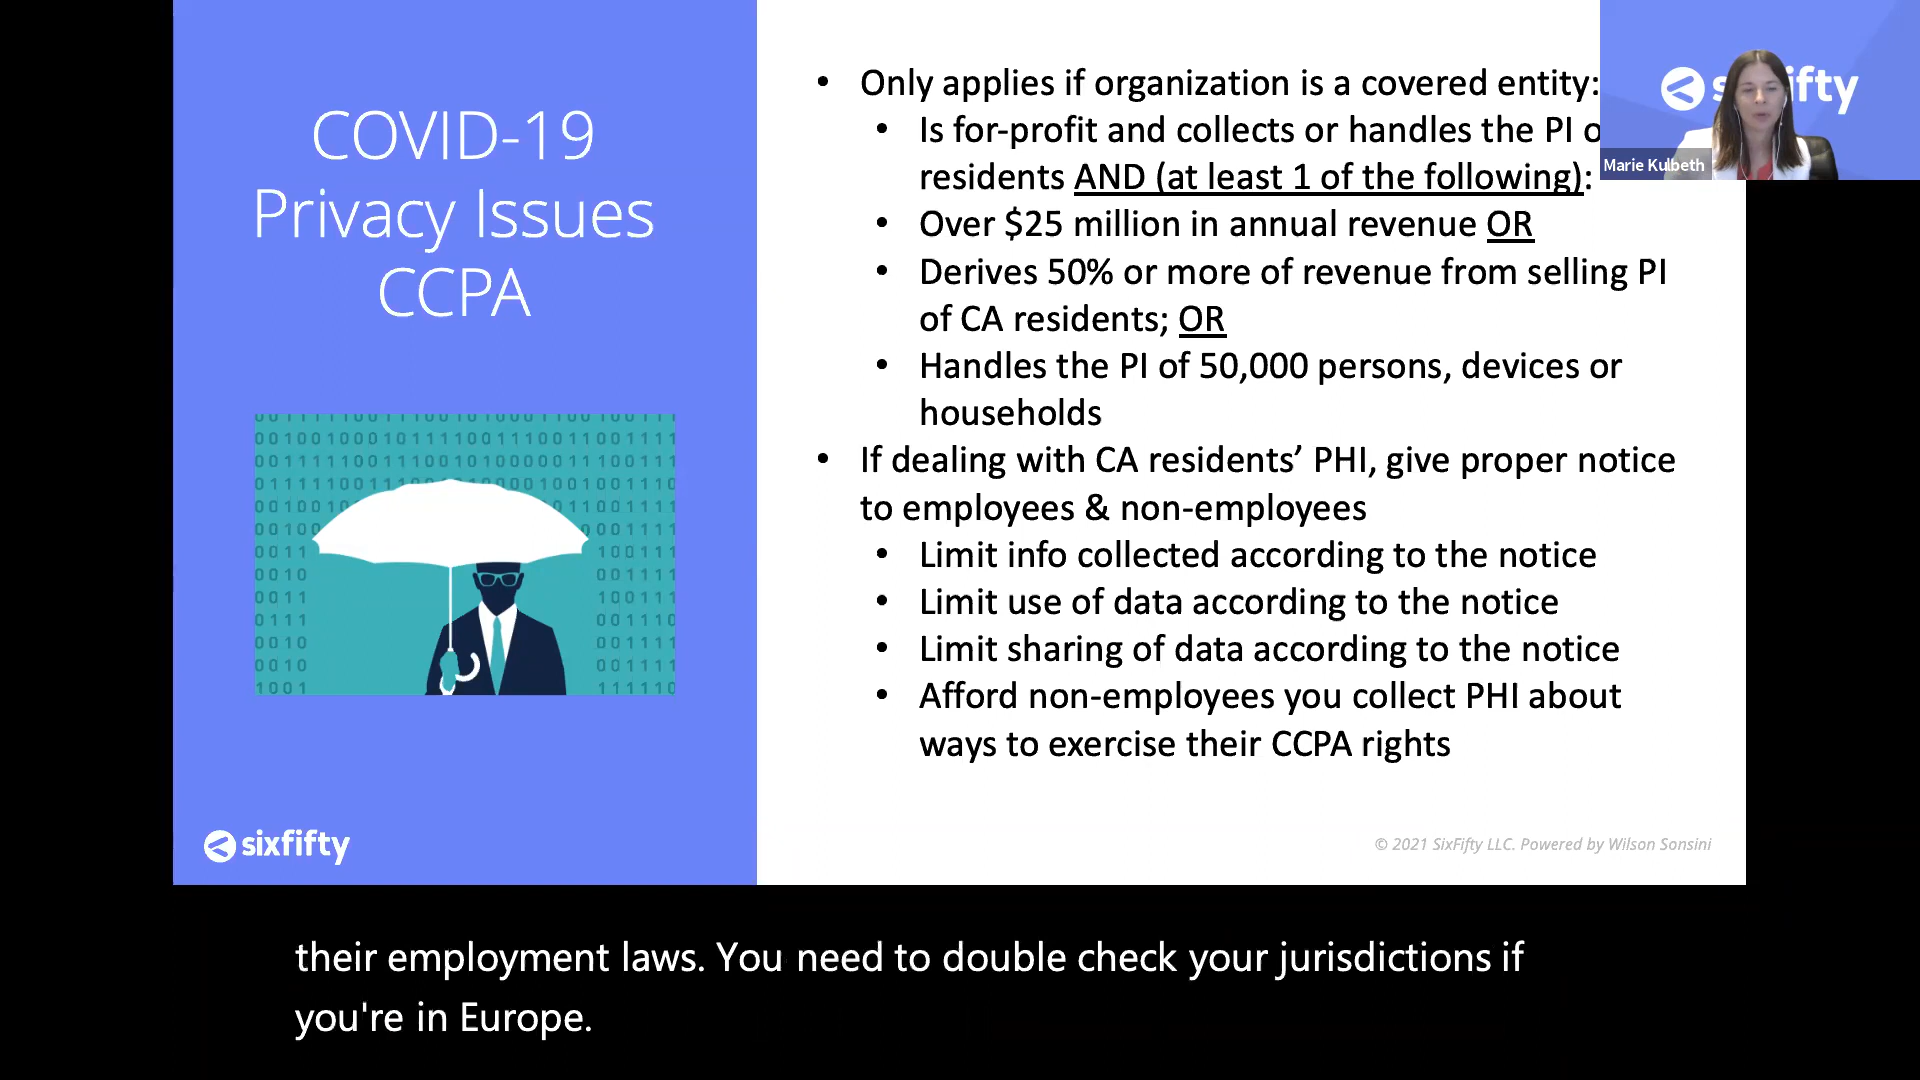 COVID-19
Privacy Issues
CCPA
sixfifty
• Only applies if organization is a covered entity:
• Is for-profit and collects or handles the PI
residents AND (at least 1 of the following):
• Over $25 million in annual revenue OR
• Derives 50% or more of revenue from selling PI
of CA residents; OR
• Handles the PI of 50,000 persons, devices or
households
• If dealing with CA residents’ PHI, give proper notice
to employees & non-employees
• Limit info collected according to the notice
• Limit use of data according to the notice
• Limit sharing of data according to the notice
• Afford non-employees you collect PHI about
ways to exercise their CCPA rights
© 2021 SixFifty LLC. Powered by Wilson Sonsini
Marie Kulbeth
their employment laws. You need to double check your jurisdictions if
you're in Europe.